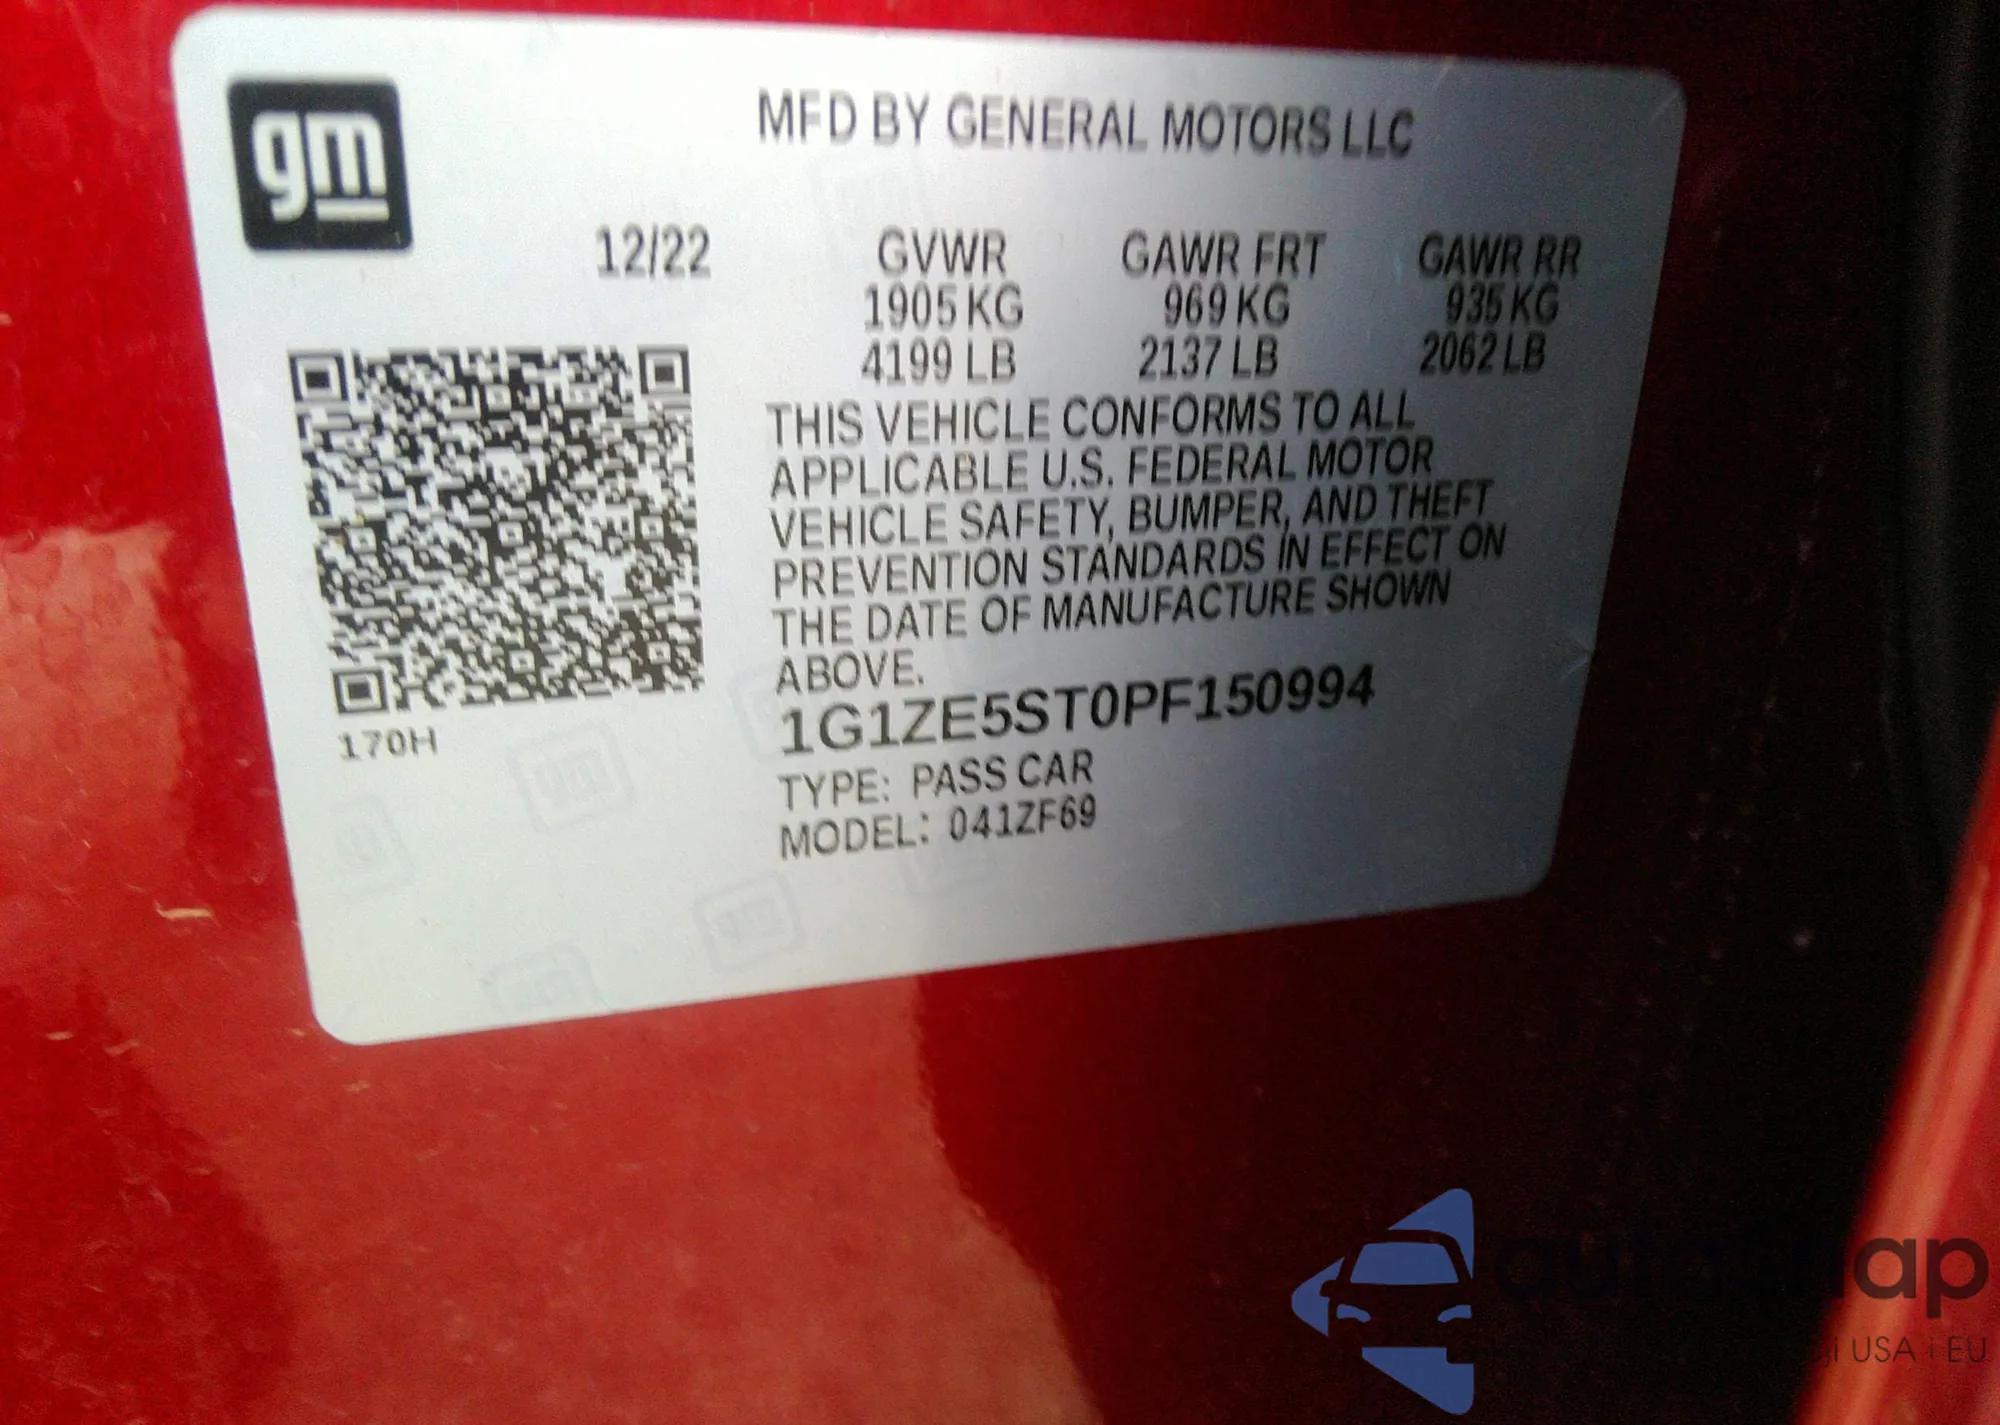 gm
MFD BY GENERAL MOTORS LLC
12/22 GVWR GAWR FRT GAWR RR
1905 KG 969 KG 935 KG
4199 LB 2137 LB 2062 LB
THIS VEHICLE CONFORMS TO ALL
APPLICABLE U.S. FEDERAL MOTOR
VEHICLE SAFETY, BUMPER, AND THEFT
PREVENTION STANDARDS IN EFFECT ON
THE DATE OF MANUFACTURE SHOWN
ABOVE.
1G1ZE5ST0PF150994
170H
TYPE: PASS CAR
MODEL: 041ZF69
USA i EU